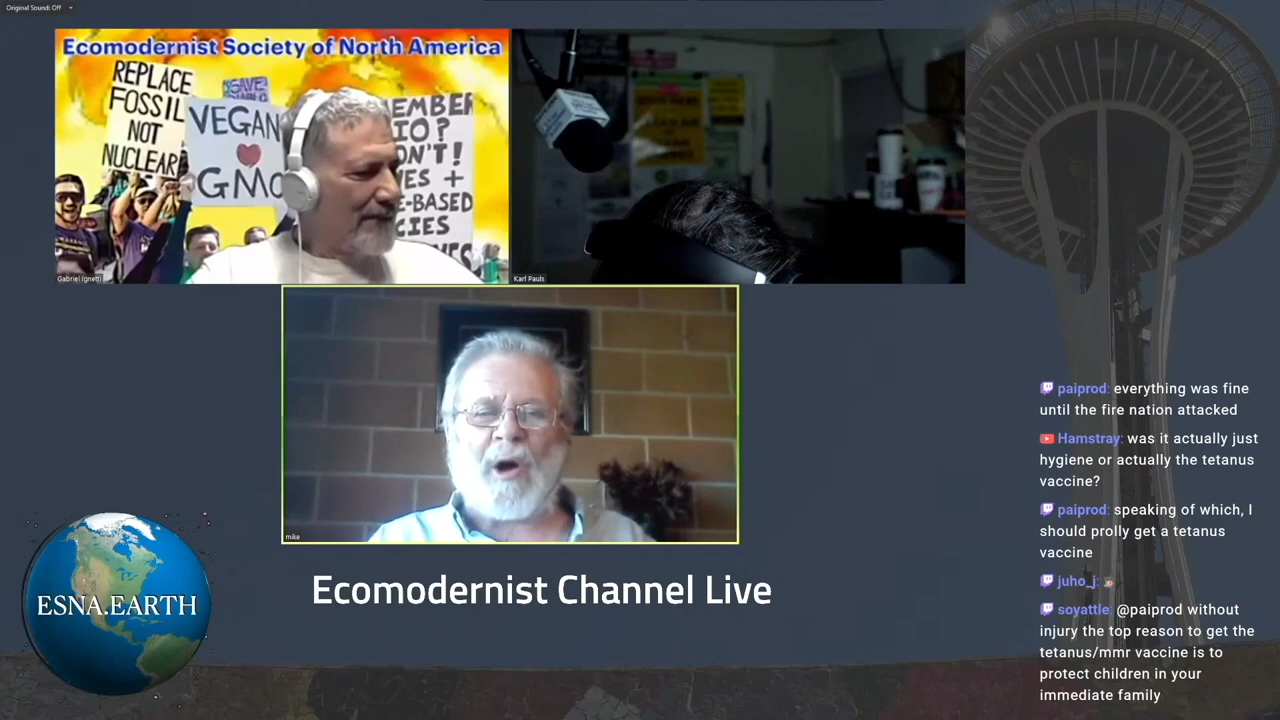 Original Sound: Off
Ecomodernist Society of North America
REPLACE
FOSSIL
NOT
NUCLEAR
SAVE
VEGAN
GMO
EMBER
IO?
ON'T!
YES +
E-BASED
CIES
Gabriel Ignetti
Karl Pauls
mike
Ecomodernist Channel Live
ESNA.EARTH
paiprod: everything was fine
until the fire nation attacked
Hamstray: was it actually just
hygiene or actually the tetanus
vaccine?
paiprod: speaking of which, I
should prolly get a tetanus
vaccine
juho_j:
soyattle: @paiprod without
injury the top reason to get the
tetanus/mmr vaccine is to
protect children in your
immediate family